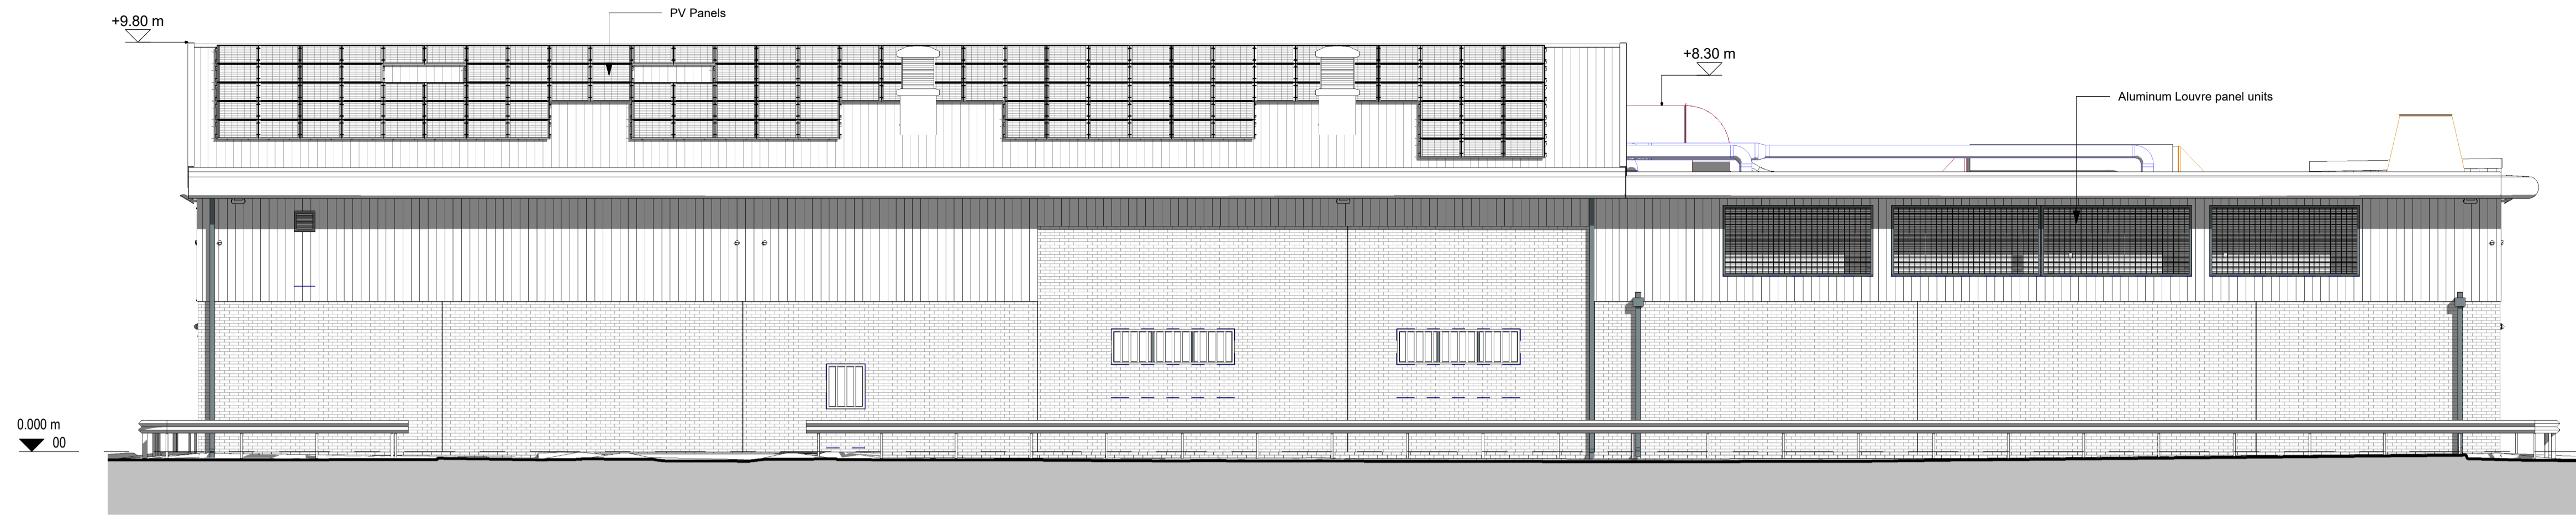 PV Panels
+9.80 m
+8.30 m
Aluminum Louvre panel units
0.000 m
00